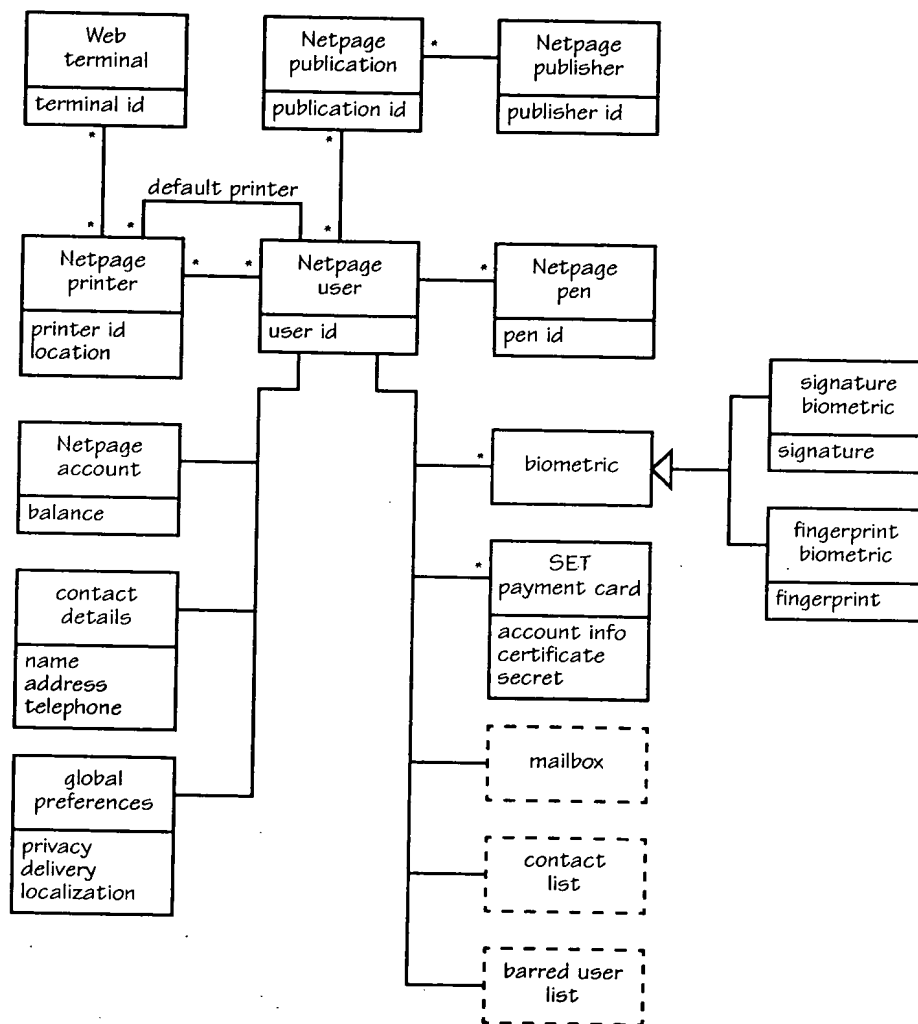 Web
terminal
terminal id
Netpage
publication
publication id
*
Netpage
publisher
publisher id
*
*
default printer
*
*
*
Netpage
printer
printer id
location
*
*
Netpage
user
user id
*
Netpage
pen
pen id
Netpage
account
balance
*
biometric
signature
biometric
signature
fingerprint
biometric
fingerprint
contact
details
name
address
telephone
*
SET
payment card
account info
certificate
secret
global
preferences
privacy
delivery
localization
mailbox
contact
list
barred user
list